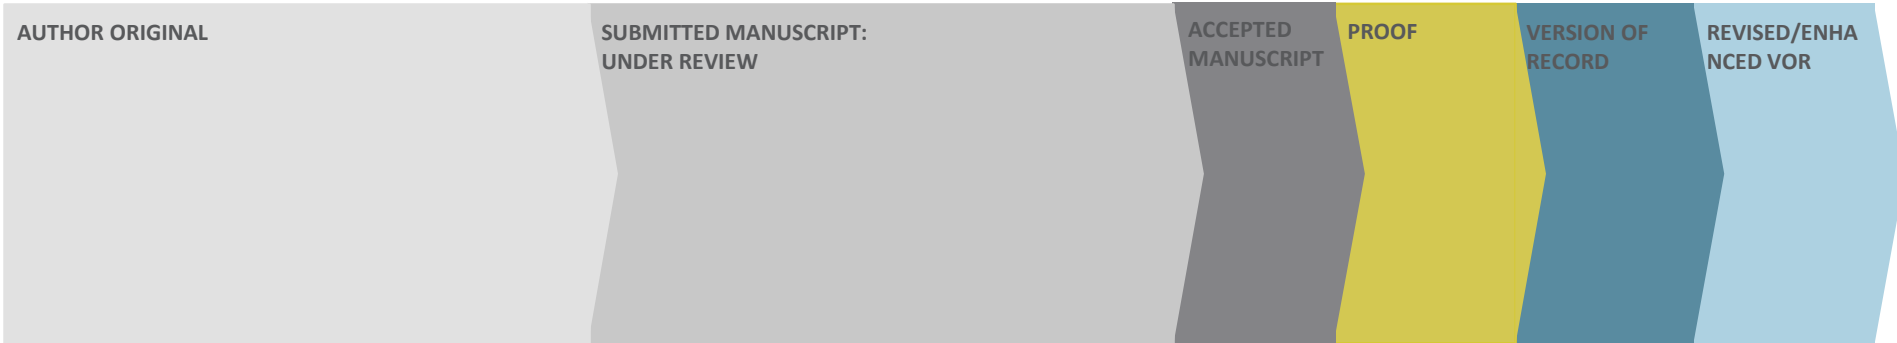 AUTHOR ORIGINAL
SUBMITTED MANUSCRIPT:
UNDER REVIEW
ACCEPTED
MANUSCRIPT
PROOF
VERSION OF
RECORD
REVISED/ENHA
NCED VOR